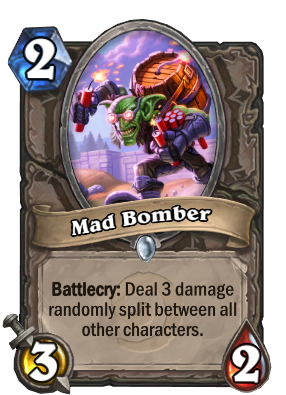 2
Mad Bomber
Battlecry: Deal 3 damage
randomly split between all
other characters.
3
2